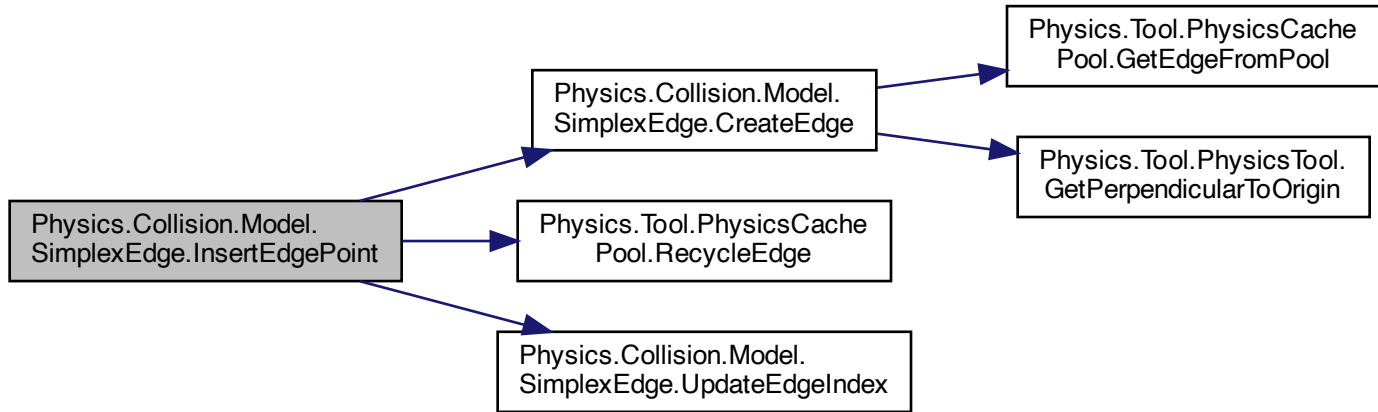 Physics.Collision.Model.
SimplexEdge.InsertEdgePoint
Physics.Collision.Model.
SimplexEdge.CreateEdge
Physics.Tool.PhysicsCache
Pool.GetEdgeFromPool
Physics.Tool.PhysicsTool.
GetPerpendicularToOrigin
Physics.Tool.PhysicsCache
Pool.RecycleEdge
Physics.Collision.Model.
SimplexEdge.UpdateEdgeIndex